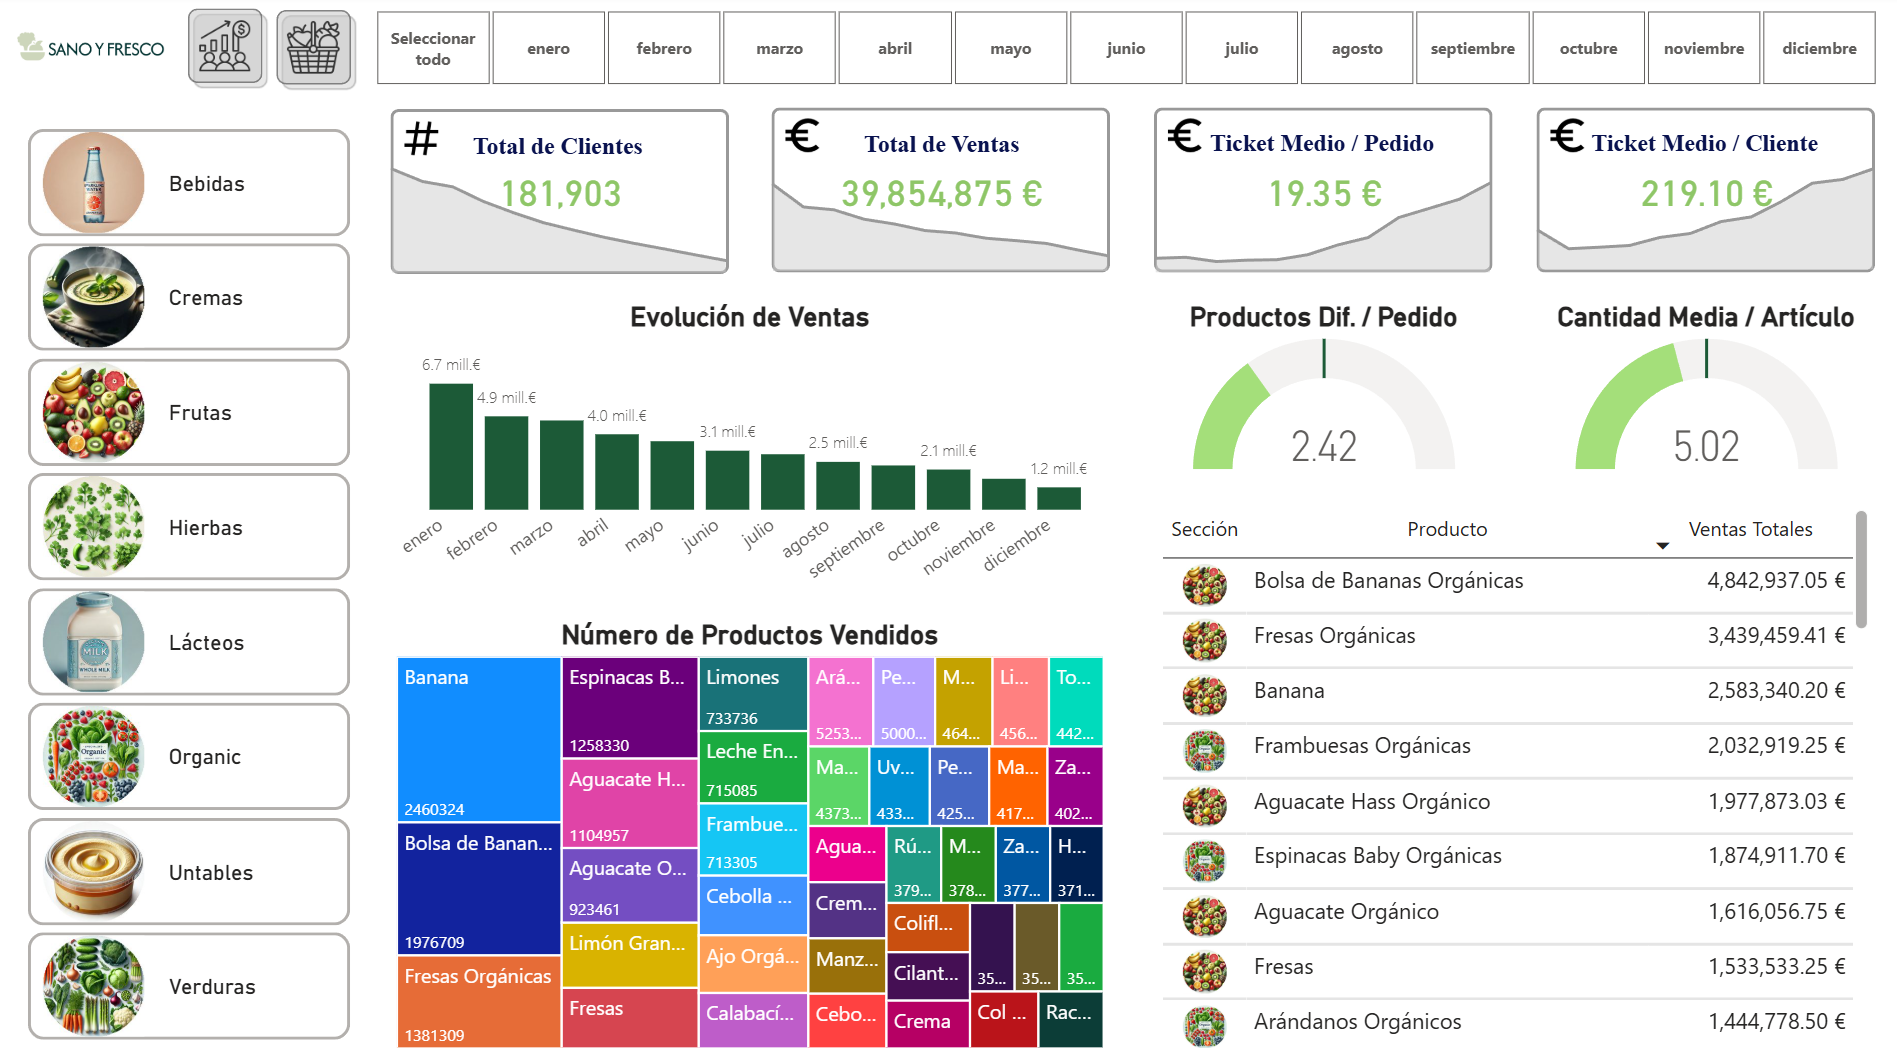 SANO Y FRESCO
Seleccionar todo
enero
febrero
marzo
abril
mayo
junio
julio
agosto
septiembre
octubre
noviembre
diciembre
Bebidas
Cremas
Frutas
Hierbas
Lácteos
MILK
WHOLE MILK
Organic
Organic
Untables
Verduras
# Total de Clientes
181,903
€ Total de Ventas
39,854,875 €
€ Ticket Medio / Pedido
19.35 €
€ Ticket Medio / Cliente
219.10 €
Evolución de Ventas
6.7 mill.€
4.9 mill.€
4.0 mill.€
3.1 mill.€
2.5 mill.€
2.1 mill.€
1.2 mill.€
enero
febrero
marzo
abril
mayo
junio
julio
agosto
septiembre
octubre
noviembre
diciembre
Productos Dif. / Pedido
2.42
Cantidad Media / Artículo
5.02
Número de Productos Vendidos
Banana
2460324
Bolsa de Banan...
1976709
Fresas Orgánicas
1381309
Espinacas B...
1258330
Aguacate H...
1104957
Aguacate O...
923461
Limón Gran...
Fresas
Limones
733736
Leche En...
715085
Frambue...
713305
Cebolla ...
Ajo Orgá...
Calabací...
Ará...
5253...
Pe...
5000...
M...
464...
Li...
456...
To...
442...
Ma...
4373...
Uv...
433...
Pe...
425...
Ma...
417...
Za...
402...
Agua...
Crem...
Manz...
Cebo...
Rú...
379...
M...
378...
Za...
377...
H...
371...
Colifl...
Cilant...
Crema
35...
35...
35...
Col ...
Rac...
Sección Producto Ventas Totales
Bolsa de Bananas Orgánicas 4,842,937.05 €
Fresas Orgánicas 3,439,459.41 €
Banana 2,583,340.20 €
Frambuesas Orgánicas 2,032,919.25 €
Aguacate Hass Orgánico 1,977,873.03 €
Espinacas Baby Orgánicas 1,874,911.70 €
Aguacate Orgánico 1,616,056.75 €
Fresas 1,533,533.25 €
Arándanos Orgánicos 1,444,778.50 €